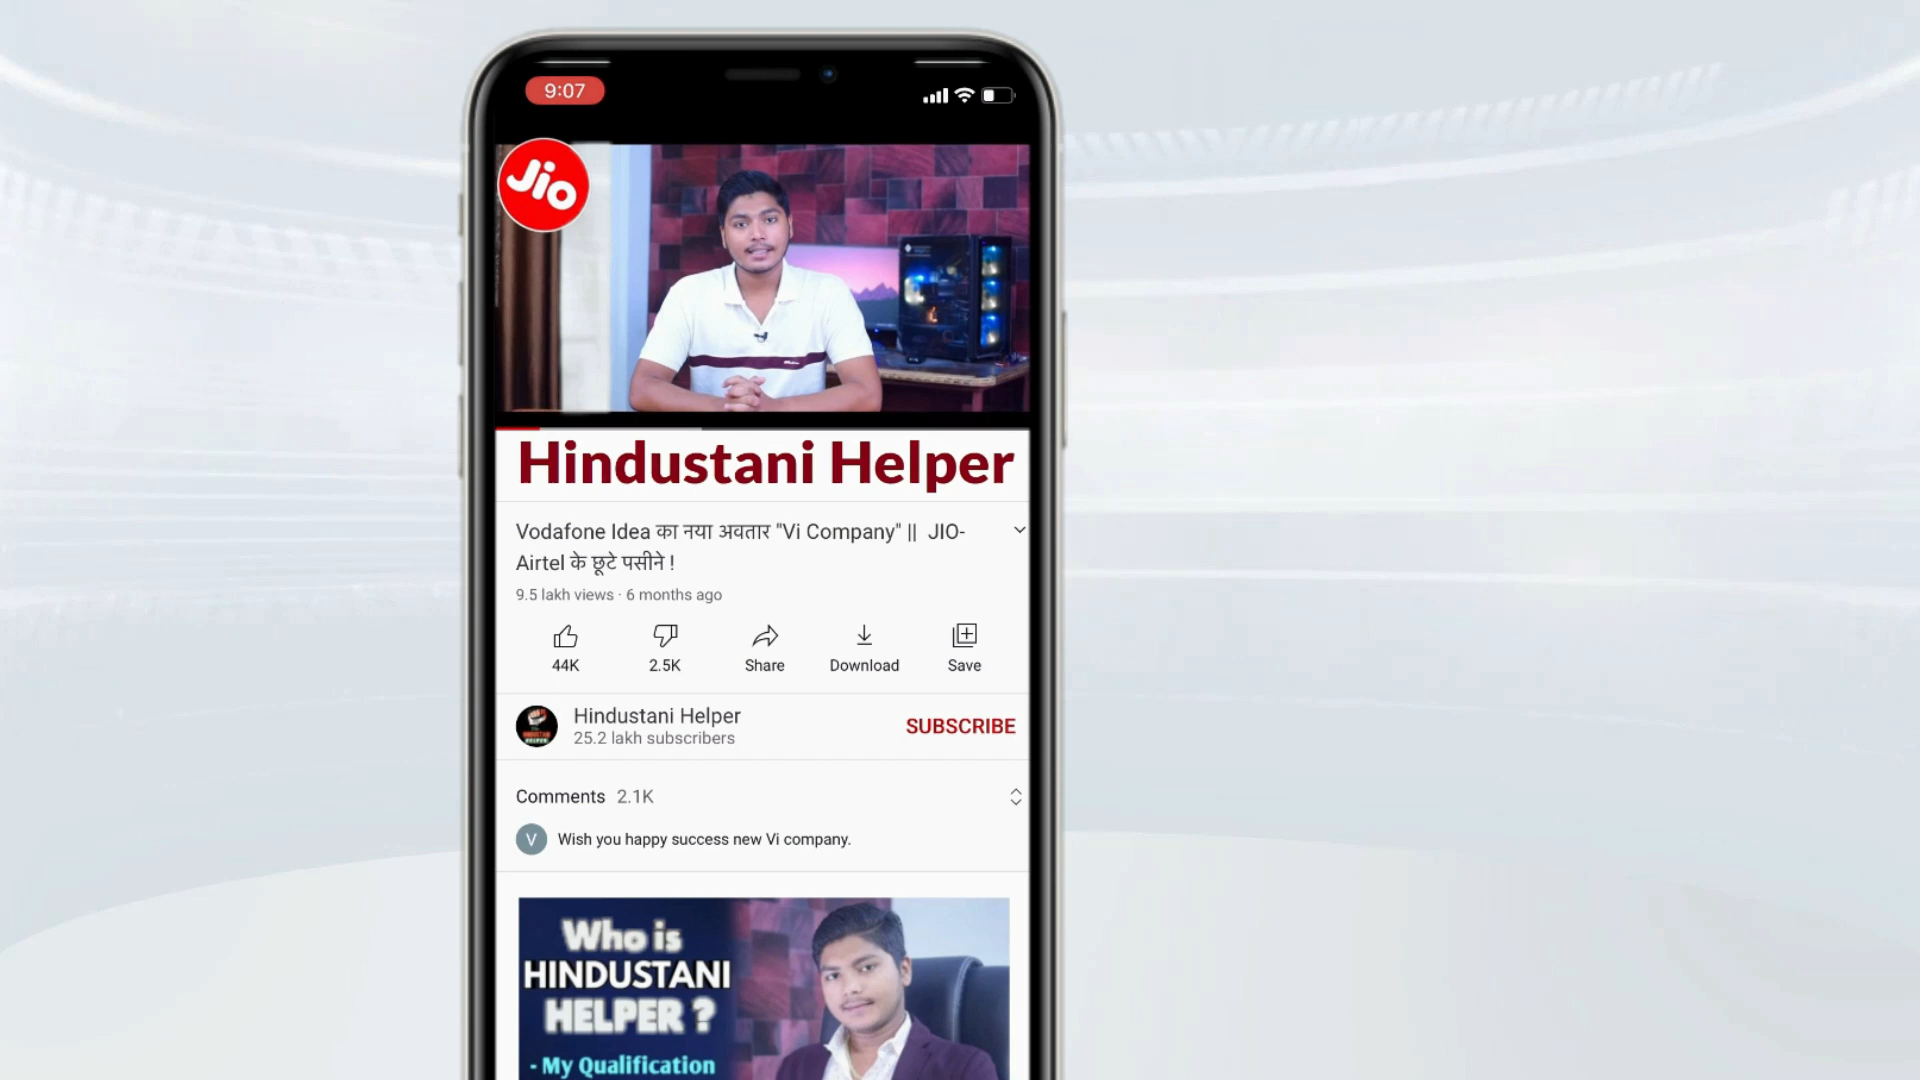 9:07
Jio
Hindustani Helper
Vodafone Idea का नया अवतार "Vi Company" || JIO-
Airtel के छूटे पसीने !
9.5 lakh views · 6 months ago
44K
2.5K
Share
Download
Save
Hindustani Helper
25.2 lakh subscribers
SUBSCRIBE
Comments 2.1K
V
Wish you happy success new Vi company.
Who is
HINDUSTANI
HELPER ?
- My Qualification